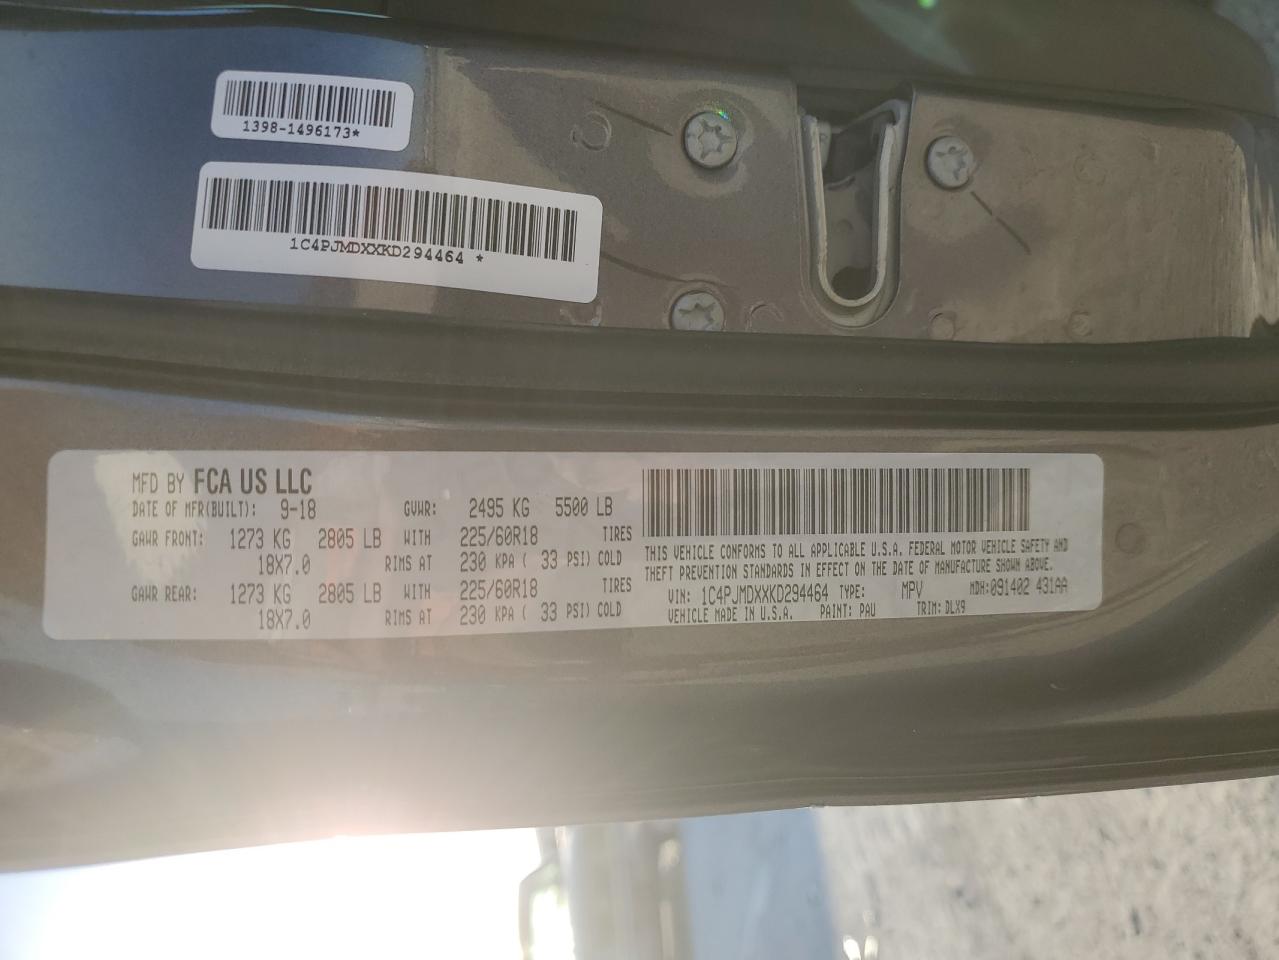 1398-1496173*
1C4PJMDXXKD294464 *
MFD BY FCA US LLC
DATE OF MFR(BUILT): 9-18 GVWR: 2495 KG 5500 LB
GAWR FRONT: 1273 KG 2805 LB WITH 225/60R18 TIRES
18X7.0 RIMS AT 230 KPA ( 33 PSI) COLD
GAWR REAR: 1273 KG 2805 LB WITH 225/60R18 TIRES
18X7.0 RIMS AT 230 KPA ( 33 PSI) COLD
THIS VEHICLE CONFORMS TO ALL APPLICABLE U.S.A. FEDERAL MOTOR VEHICLE SAFETY AND
THEFT PREVENTION STANDARDS IN EFFECT ON THE DATE OF MANUFACTURE SHOWN ABOVE.
VIN: 1C4PJMDXXKD294464 TYPE: MPV MDH: 091402 431AA
VEHICLE MADE IN U.S.A. PAINT: PAU TRIM: DLX9